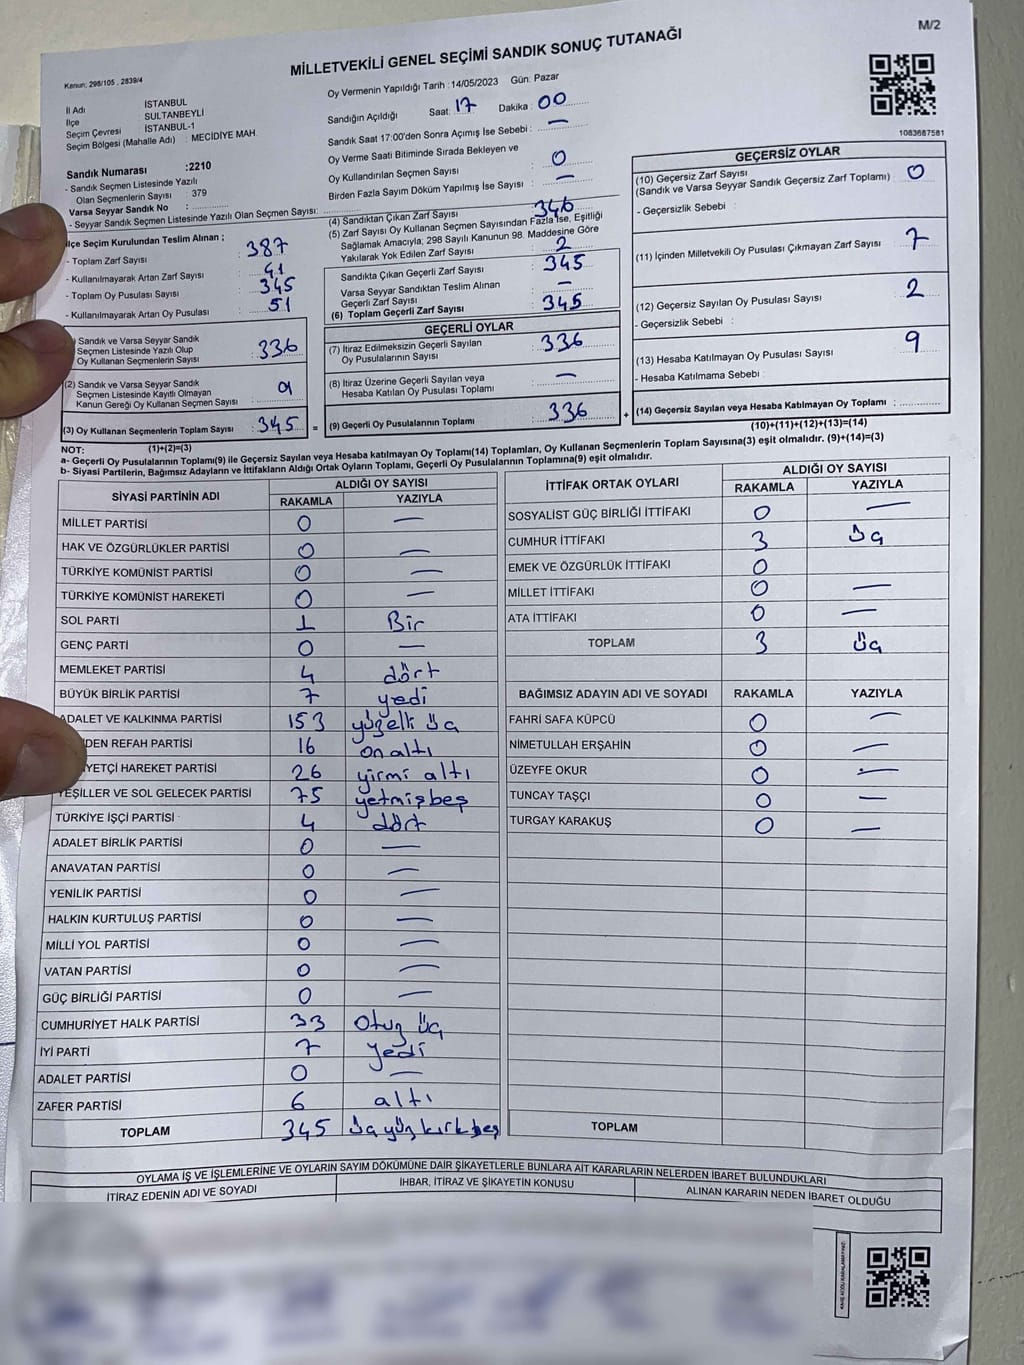 M/2
MİLLETVEKİLİ GENEL SEÇİMİ SANDIK SONUÇ TUTANAĞI
Kanun: 298/105 , 2839/4
İl Adı İSTANBUL
İlçe SULTANBEYLİ
Seçim Çevresi İSTANBUL-1
Seçim Bölgesi (Mahalle Adı) : MECİDİYE MAH.
Sandık Numarası :2210
- Sandık Seçmen Listesinde Yazılı
Olan Seçmenlerin Sayısı : 379
Varsa Seyyar Sandık No :
- Seyyar Sandık Seçmen Listesinde Yazılı Olan Seçmen Sayısı:
Oy Vermenin Yapıldığı Tarih : 14/05/2023 Gün: Pazar
Sandığın Açıldığı Saat: 17 Dakika : 00
Sandık Saat 17:00'den Sonra Açımış İse Sebebi : —
Oy Verme Saati Bitiminde Sırada Bekleyen ve
Oy Kullandırılan Seçmen Sayısı : 0
Birden Fazla Sayım Döküm Yapılmış İse Sayısı : —
1083687581
İlçe Seçim Kurulundan Teslim Alınan ;
- Toplam Zarf Sayısı : 387
- Kullanılmayarak Artan Zarf Sayısı : 41
- Toplam Oy Pusulası Sayısı : 345
- Kullanılmayarak Artan Oy Pusulası : 51
Sandık ve Varsa Seyyar Sandık
Seçmen Listesinde Yazılı Olup
Oy Kullanan Seçmenlerin Sayısı : 336
(2) Sandık ve Varsa Seyyar Sandık
Seçmen Listesinde Kayıtlı Olmayan
Kanun Gereği Oy Kullanan Seçmen Sayısı : 9
(3) Oy Kullanan Seçmenlerin Toplam Sayısı : 345
(1)+(2)=(3)
(4) Sandıktan Çıkan Zarf Sayısı 346
(5) Zarf Sayısı Oy Kullanan Seçmen Sayısından Fazla İse, Eşitliği
Sağlamak Amacıyla; 298 Sayılı Kanunun 98. Maddesine Göre
Yakılarak Yok Edilen Zarf Sayısı : 2
Sandıkta Çıkan Geçerli Zarf Sayısı : 345
Varsa Seyyar Sandıktan Teslim Alınan
Geçerli Zarf Sayısı : —
(6) Toplam Geçerli Zarf Sayısı : 345
GEÇERLİ OYLAR
(7) İtiraz Edilmeksizin Geçerli Sayılan
Oy Pusulalarının Sayısı : 336
(8) İtiraz Üzerine Geçerli Sayılan veya
Hesaba Katılan Oy Pusulası Toplamı : —
= (9) Geçerli Oy Pusulalarının Toplamı : 336 +
GEÇERSİZ OYLAR
(10) Geçersiz Zarf Sayısı
(Sandık ve Varsa Seyyar Sandık Geçersiz Zarf Toplamı) : 0
- Geçersizlik Sebebi :
(11) İçinden Milletvekili Oy Pusulası Çıkmayan Zarf Sayısı : 7
(12) Geçersiz Sayılan Oy Pusulası Sayısı : 2
- Geçersizlik Sebebi :
(13) Hesaba Katılmayan Oy Pusulası Sayısı : 9
- Hesaba Katılmama Sebebi :
(14) Geçersiz Sayılan veya Hesaba Katılmayan Oy Toplamı :
(10)+(11)+(12)+(13)=(14)
NOT:
a- Geçerli Oy Pusulalarının Toplamı(9) ile Geçersiz Sayılan veya Hesaba Katılmayan Oy Toplamı(14) Toplamları, Oy Kullanan Seçmenlerin Toplam Sayısına(3) eşit olmalıdır. (9)+(14)=(3)
b- Siyasi Partilerin, Bağımsız Adayların ve İttifakların Aldığı Ortak Oyların Toplamı, Geçerli Oy Pusulalarının Toplamına(9) eşit olmalıdır.
SİYASİ PARTİNİN ADI ALDIĞI OY SAYISI
RAKAMLA YAZIYLA
MİLLET PARTİSİ 0 —
HAK VE ÖZGÜRLÜKLER PARTİSİ 0 —
TÜRKİYE KOMÜNİST PARTİSİ 0 —
TÜRKİYE KOMÜNİST HAREKETİ 0 —
SOL PARTİ 1 Bir
GENÇ PARTİ 0 —
MEMLEKET PARTİSİ 4 dört
BÜYÜK BİRLİK PARTİSİ 7 yedi
ADALET VE KALKINMA PARTİSİ 153 yüzelli üç
DEN REFAH PARTİSİ 16 on altı
YETÇİ HAREKET PARTİSİ 26 yirmi altı
YEŞİLLER VE SOL GELECEK PARTİSİ 75 yetmişbeş
TÜRKİYE İŞÇİ PARTİSİ 4 dört
ADALET BİRLİK PARTİSİ 0 —
ANAVATAN PARTİSİ 0 —
YENİLİK PARTİSİ 0 —
HALKIN KURTULUŞ PARTİSİ 0 —
MİLLİ YOL PARTİSİ 0 —
VATAN PARTİSİ 0 —
GÜÇ BİRLİĞİ PARTİSİ 0 —
CUMHURİYET HALK PARTİSİ 33 otuz üç
İYİ PARTİ 7 yedi
ADALET PARTİSİ 0 —
ZAFER PARTİSİ 6 altı
TOPLAM 345 üçyüz kırk beş
İTTİFAK ORTAK OYLARI ALDIĞI OY SAYISI
RAKAMLA YAZIYLA
SOSYALİST GÜÇ BİRLİĞİ İTTİFAKI 0 —
CUMHUR İTTİFAKI 3 üç
EMEK VE ÖZGÜRLÜK İTTİFAKI 0
MİLLET İTTİFAKI 0 —
ATA İTTİFAKI 0 —
TOPLAM 3 üç
BAĞIMSIZ ADAYIN ADI VE SOYADI RAKAMLA YAZIYLA
FAHRİ SAFA KÜPCÜ 0 —
NİMETULLAH ERŞAHİN 0 —
ÜZEYFE OKUR 0 —
TUNCAY TAŞÇI 0 —
TURGAY KARAKUŞ 0 —
TOPLAM
OYLAMA İŞ VE İŞLEMLERİNE VE OYLARIN SAYIM DÖKÜMÜNE DAİR ŞİKAYETLERLE BUNLARA AİT KARARLARIN NELERDEN İBARET BULUNDUKLARI
İTİRAZ EDENİN ADI VE SOYADI İHBAR, İTİRAZ VE ŞİKAYETİN KONUSU ALINAN KARARIN NEDEN İBARET OLDUĞU